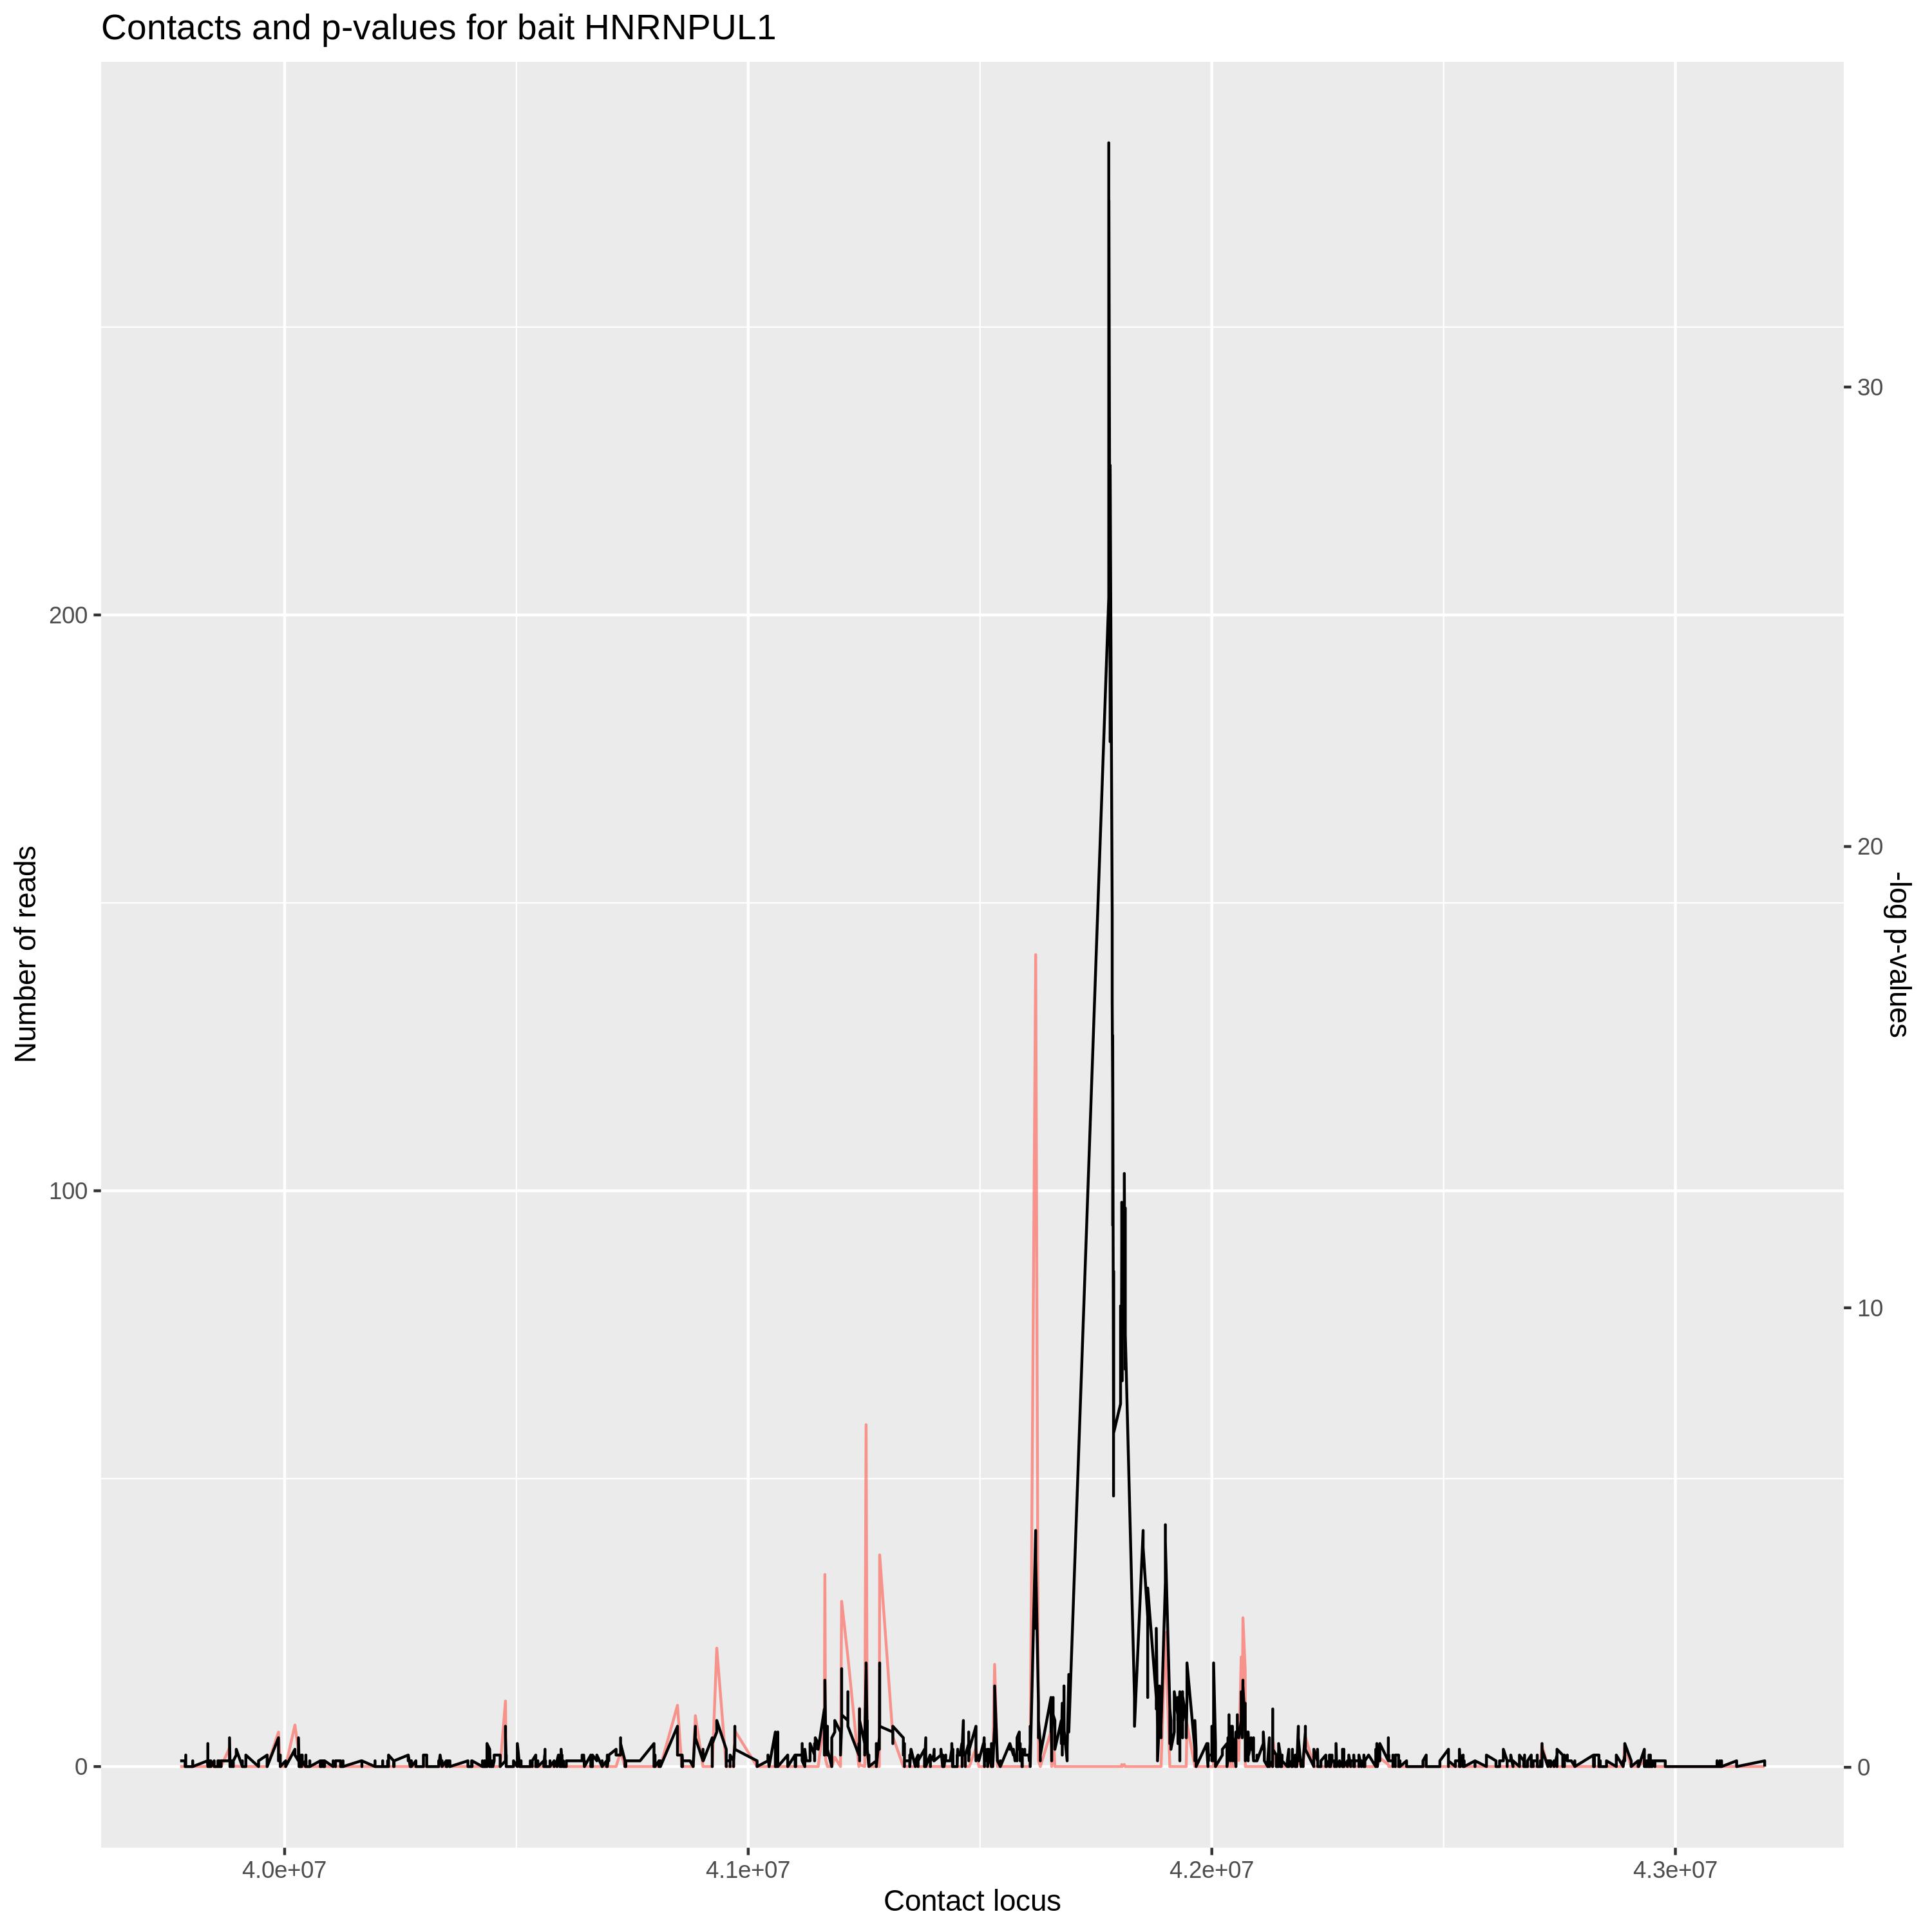 Contacts and p-values for bait HNRNPUL1
Number of reads
200
100
0
30
20
10
0
-log p-values
4.0e+07
4.1e+07
4.2e+07
4.3e+07
Contact locus